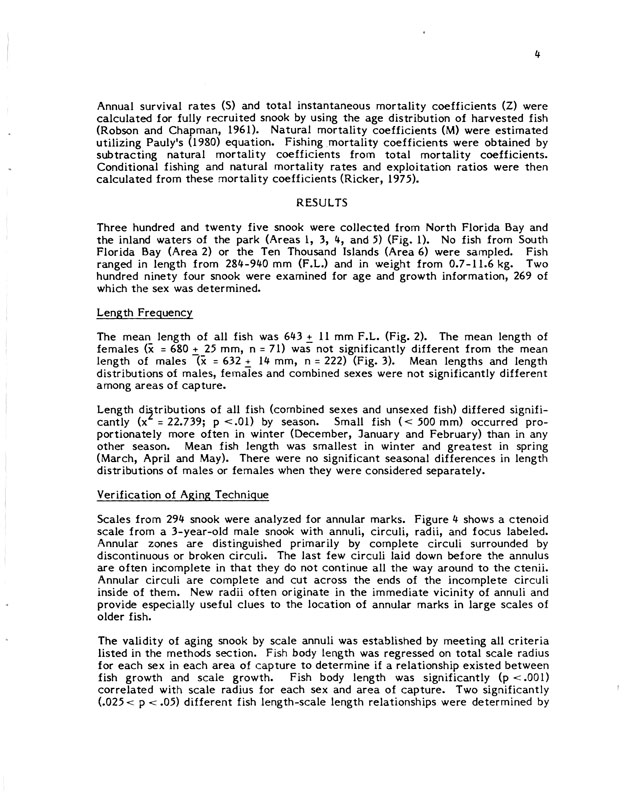 4
Annual survival rates (S) and total instantaneous mortality coefficients (Z) were
calculated for fully recruited snook by using the age distribution of harvested fish
(Robson and Chapman, 1961). Natural mortality coefficients (M) were estimated
utilizing Pauly's (1980) equation. Fishing mortality coefficients were obtained by
subtracting natural mortality coefficients from total mortality coefficients.
Conditional fishing and natural mortality rates and exploitation ratios were then
calculated from these mortality coefficients (Ricker, 1975).
RESULTS
Three hundred and twenty five snook were collected from North Florida Bay and
the inland waters of the park (Areas 1, 3, 4, and 5) (Fig. 1). No fish from South
Florida Bay (Area 2) or the Ten Thousand Islands (Area 6) were sampled. Fish
ranged in length from 284-940 mm (F.L.) and in weight from 0.7-11.6 kg. Two
hundred ninety four snook were examined for age and growth information, 269 of
which the sex was determined.
Length Frequency
The mean length of all fish was 643 ± 11 mm F.L. (Fig. 2). The mean length of
females (x̄ = 680 ± 25 mm, n = 71) was not significantly different from the mean
length of males (x̄ = 632 ± 14 mm, n = 222) (Fig. 3). Mean lengths and length
distributions of males, females and combined sexes were not significantly different
among areas of capture.
Length distributions of all fish (combined sexes and unsexed fish) differed signifi-
cantly (x² = 22.739; p <.01) by season. Small fish (< 500 mm) occurred pro-
portionately more often in winter (December, January and February) than in any
other season. Mean fish length was smallest in winter and greatest in spring
(March, April and May). There were no significant seasonal differences in length
distributions of males or females when they were considered separately.
Verification of Aging Technique
Scales from 294 snook were analyzed for annular marks. Figure 4 shows a ctenoid
scale from a 3-year-old male snook with annuli, circuli, radii, and focus labeled.
Annular zones are distinguished primarily by complete circuli surrounded by
discontinuous or broken circuli. The last few circuli laid down before the annulus
are often incomplete in that they do not continue all the way around to the ctenii.
Annular circuli are complete and cut across the ends of the incomplete circuli
inside of them. New radii often originate in the immediate vicinity of annuli and
provide especially useful clues to the location of annular marks in large scales of
older fish.
The validity of aging snook by scale annuli was established by meeting all criteria
listed in the methods section. Fish body length was regressed on total scale radius
for each sex in each area of capture to determine if a relationship existed between
fish growth and scale growth. Fish body length was significantly (p <.001)
correlated with scale radius for each sex and area of capture. Two significantly
(.025 < p < .05) different fish length-scale length relationships were determined by